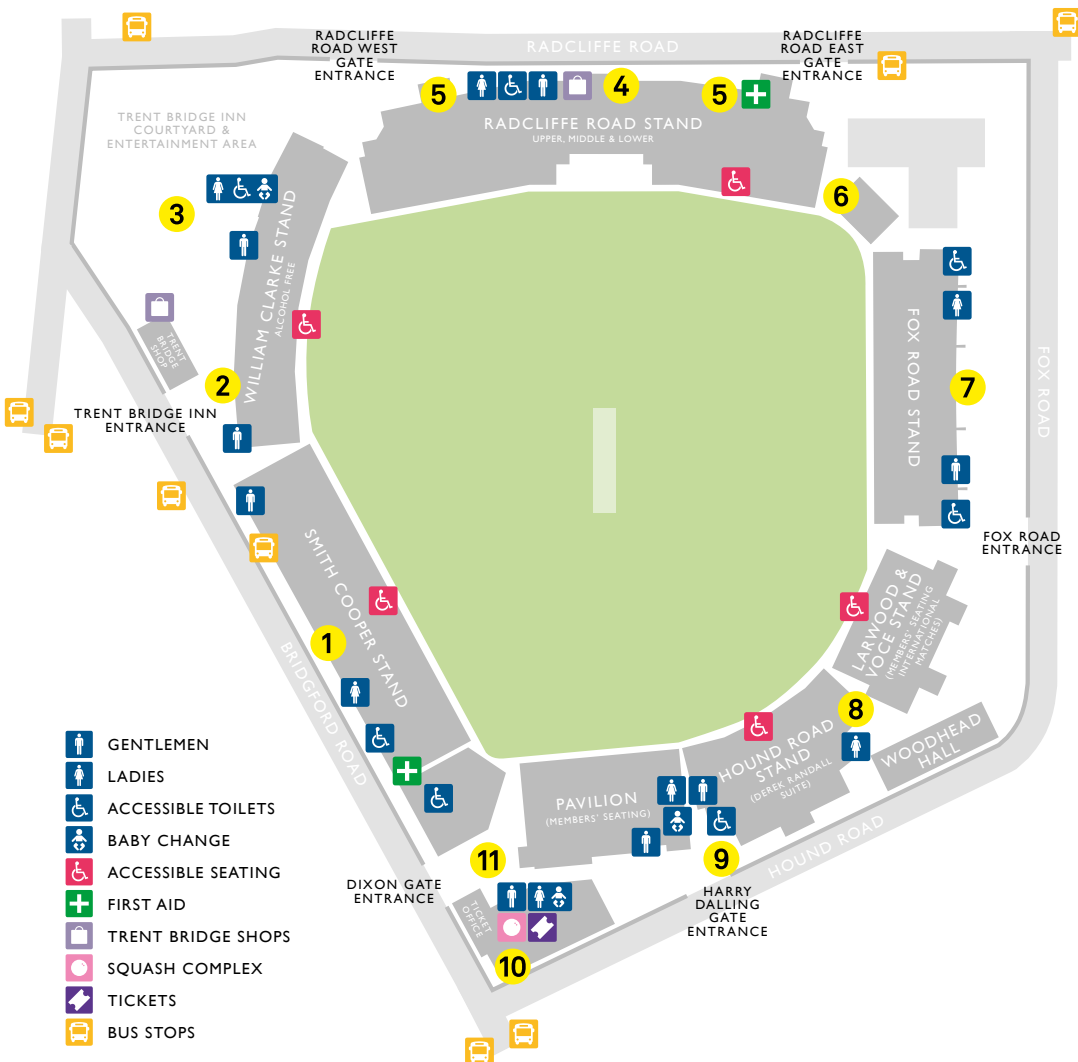 RADCLIFFE
ROAD WEST
GATE
ENTRANCE
RADCLIFFE ROAD
RADCLIFFE
ROAD EAST
GATE
ENTRANCE
5
4
5
RADCLIFFE ROAD STAND
UPPER, MIDDLE & LOWER
TRENT BRIDGE INN
COURTYARD &
ENTERTAINMENT AREA
3
6
WILLIAM CLARKE STAND
ALCOHOL FREE
TRENT
BRIDGE
SHOP
2
TRENT BRIDGE INN
ENTRANCE
FOX ROAD STAND
7
FOX ROAD
FOX ROAD
ENTRANCE
SMITH COOPER STAND
1
BRIDGFORD ROAD
LARWOOD &
VOCE STAND
(MEMBERS' SEATING
INTERNATIONAL
MATCHES)
8
HOUND ROAD
STAND
(DEREK RANDALL
SUITE)
WOODHEAD
HALL
PAVILION
(MEMBERS' SEATING)
HOUND ROAD
9
HARRY
DALLING
GATE
ENTRANCE
11
DIXON GATE
ENTRANCE
TICKET
OFFICE
10
GENTLEMEN
LADIES
ACCESSIBLE TOILETS
BABY CHANGE
ACCESSIBLE SEATING
FIRST AID
TRENT BRIDGE SHOPS
SQUASH COMPLEX
TICKETS
BUS STOPS